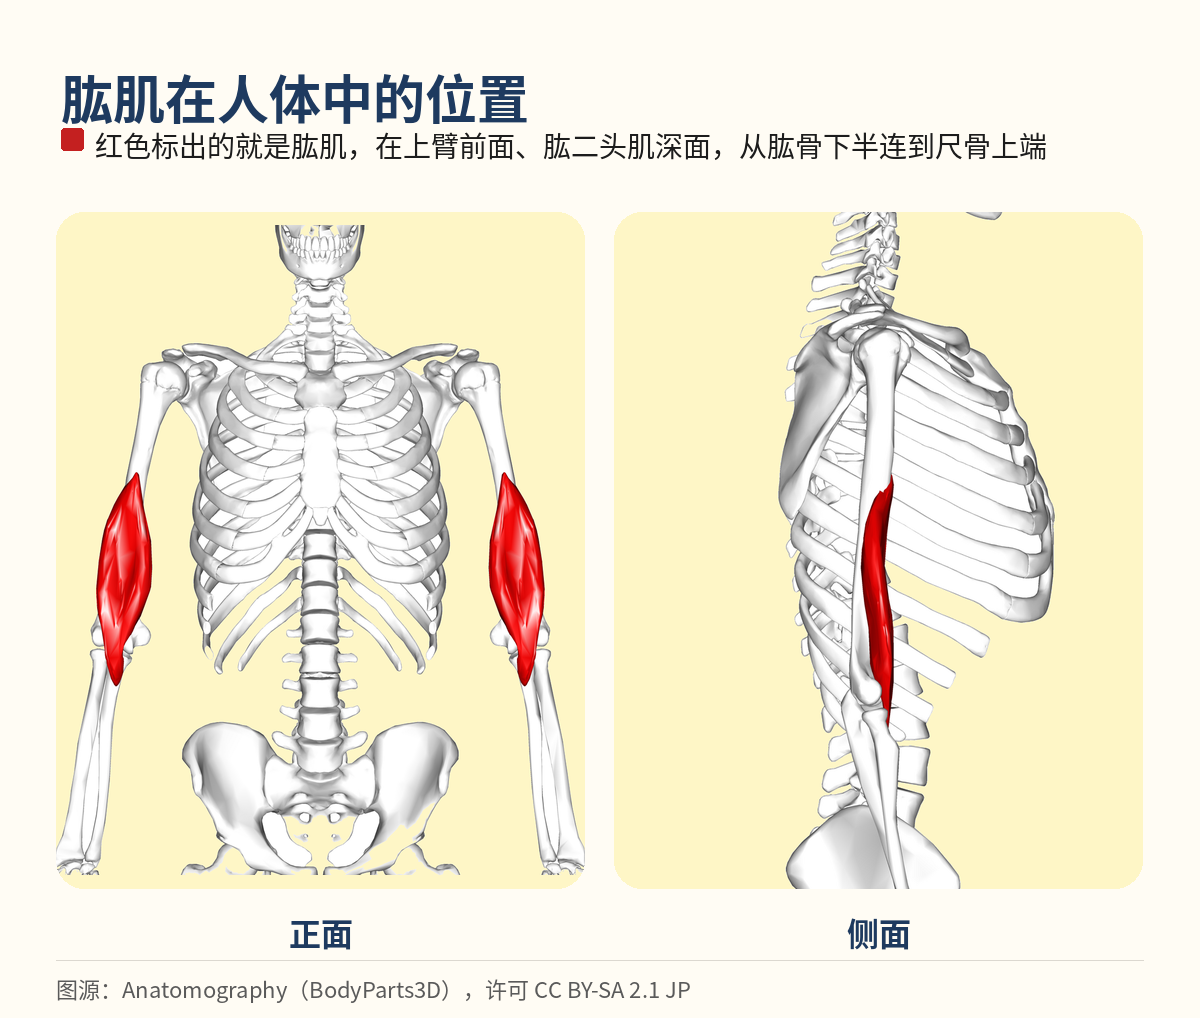 肱肌在人体中的位置
红色标出的就是肱肌，在上臂前面、肱二头肌深面，从肱骨下半连到尺骨上端
正面
侧面
图源：Anatomography（BodyParts3D），许可 CC BY-SA 2.1 JP